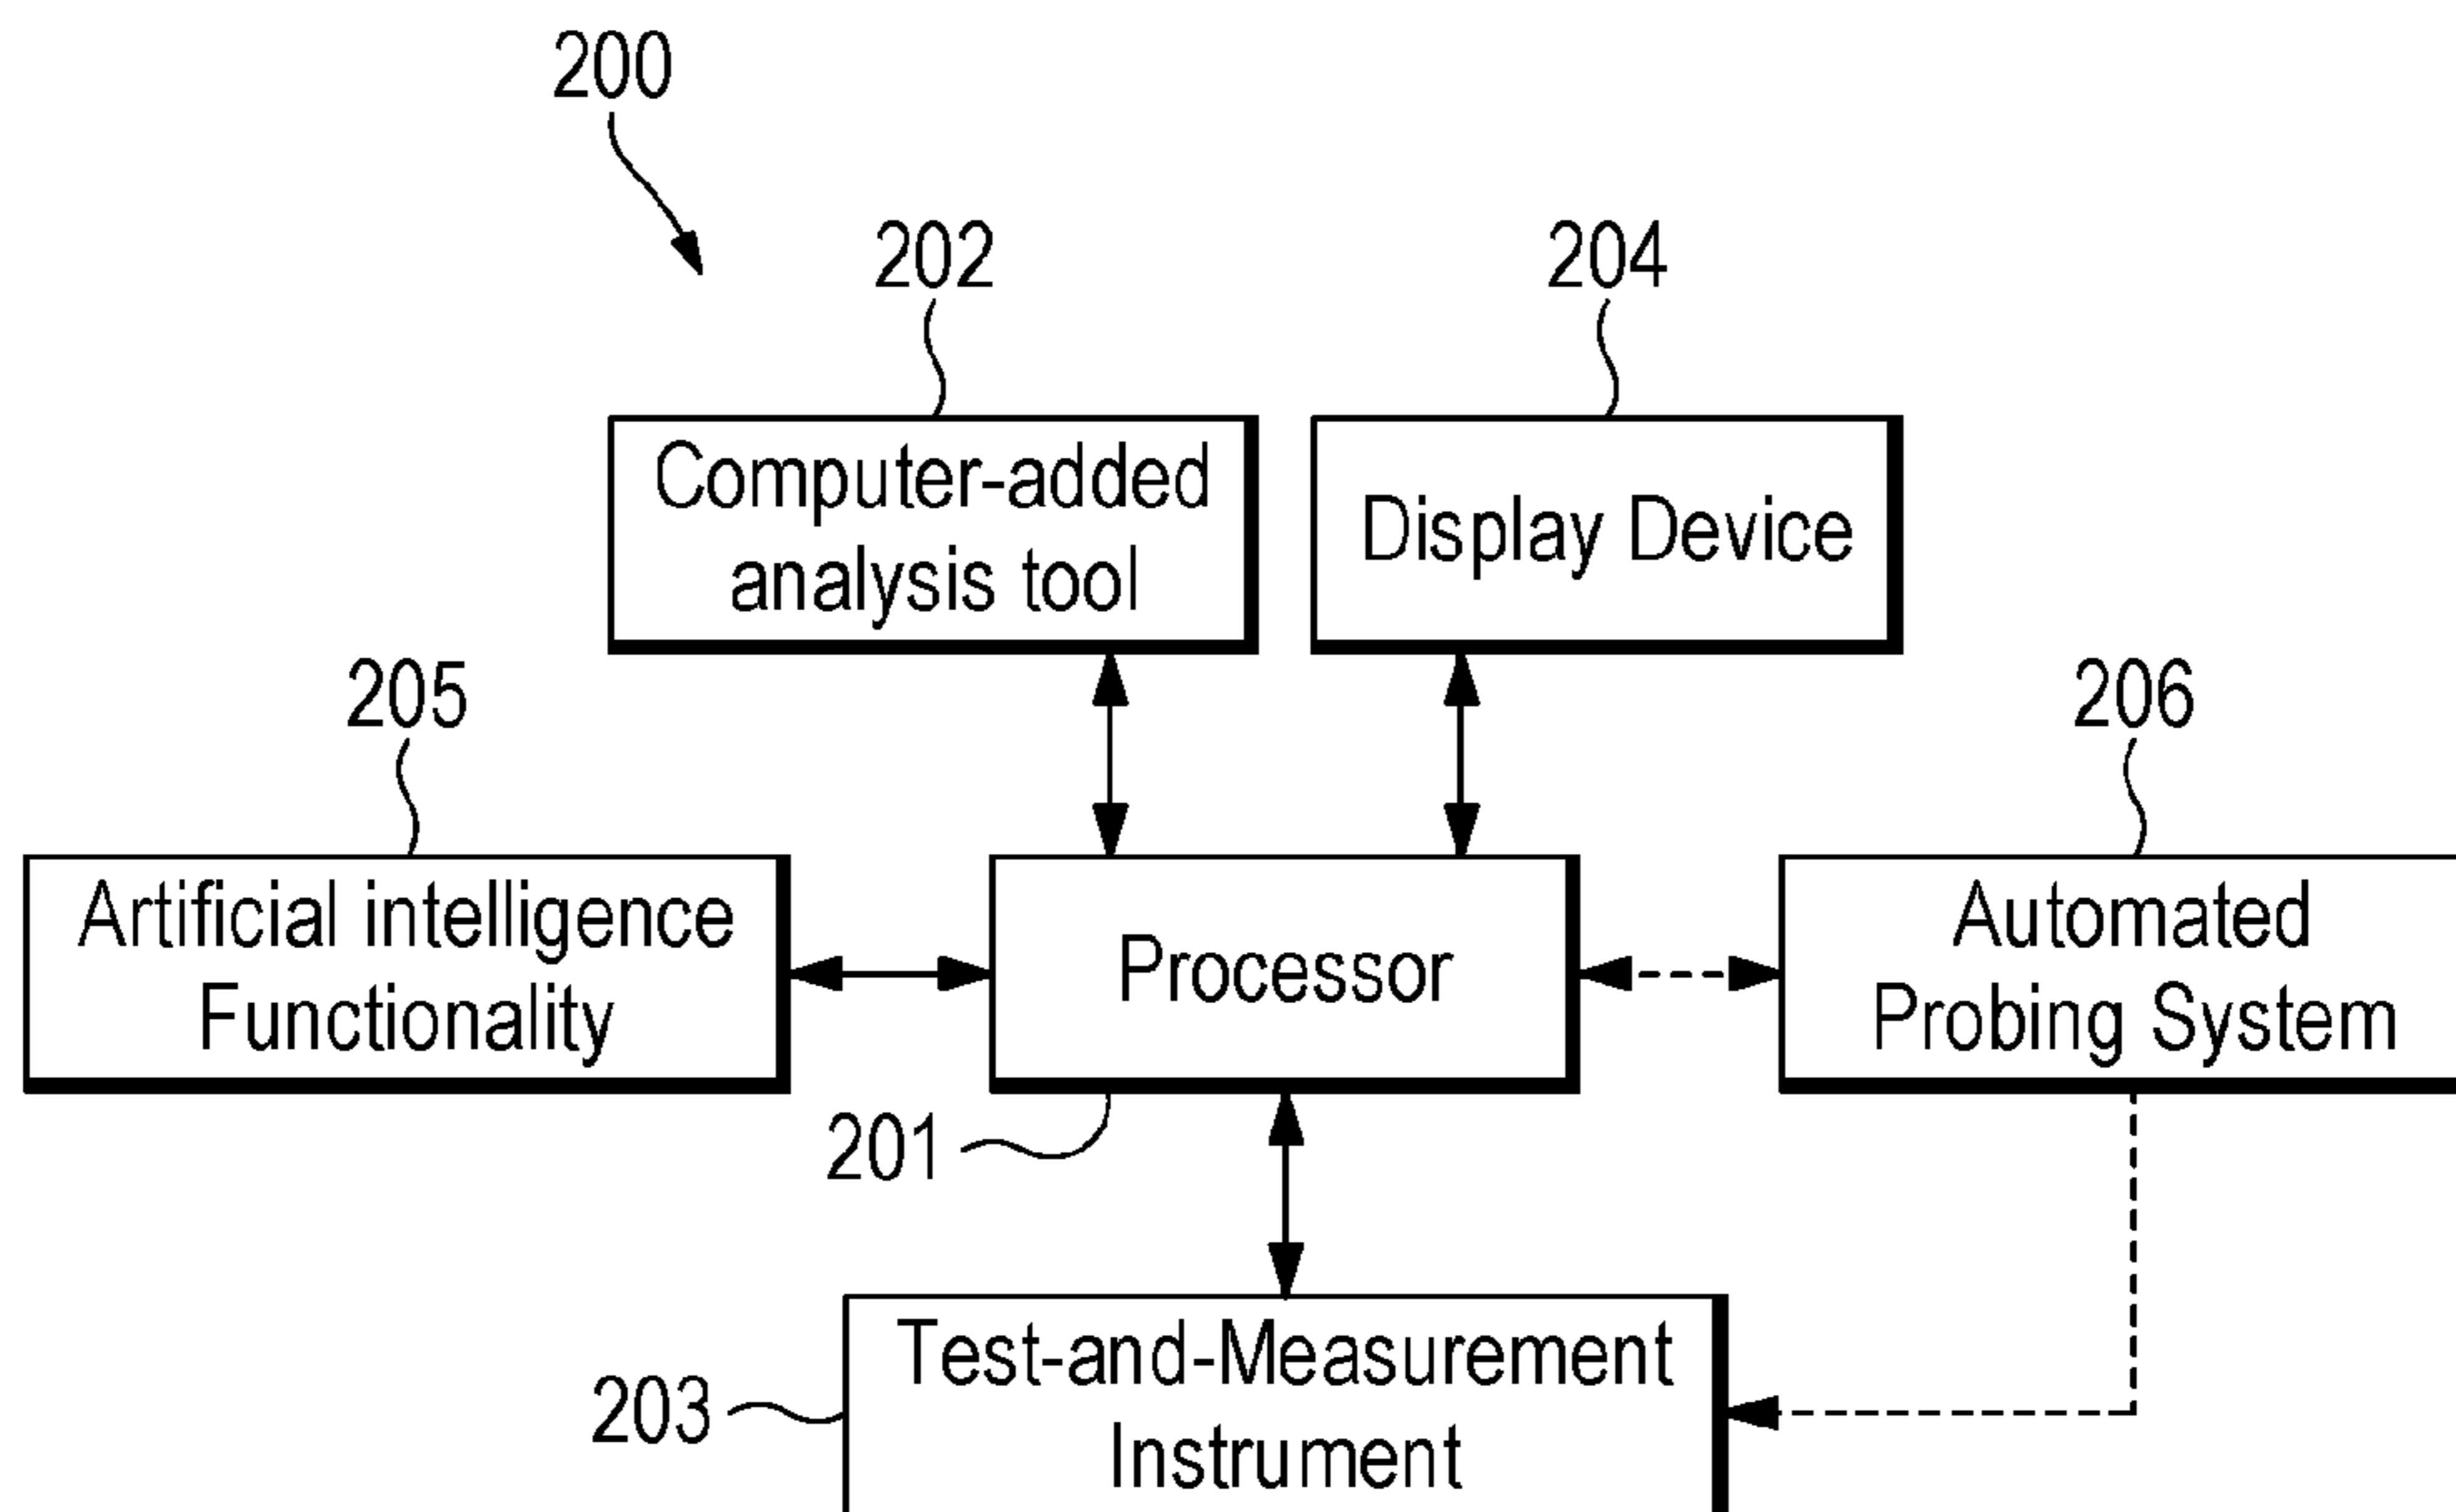 200
202
204
Computer-added
analysis tool
Display Device
205
206
Artificial intelligence
Functionality
Processor
Automated
Probing System
201
203
Test-and-Measurement
Instrument